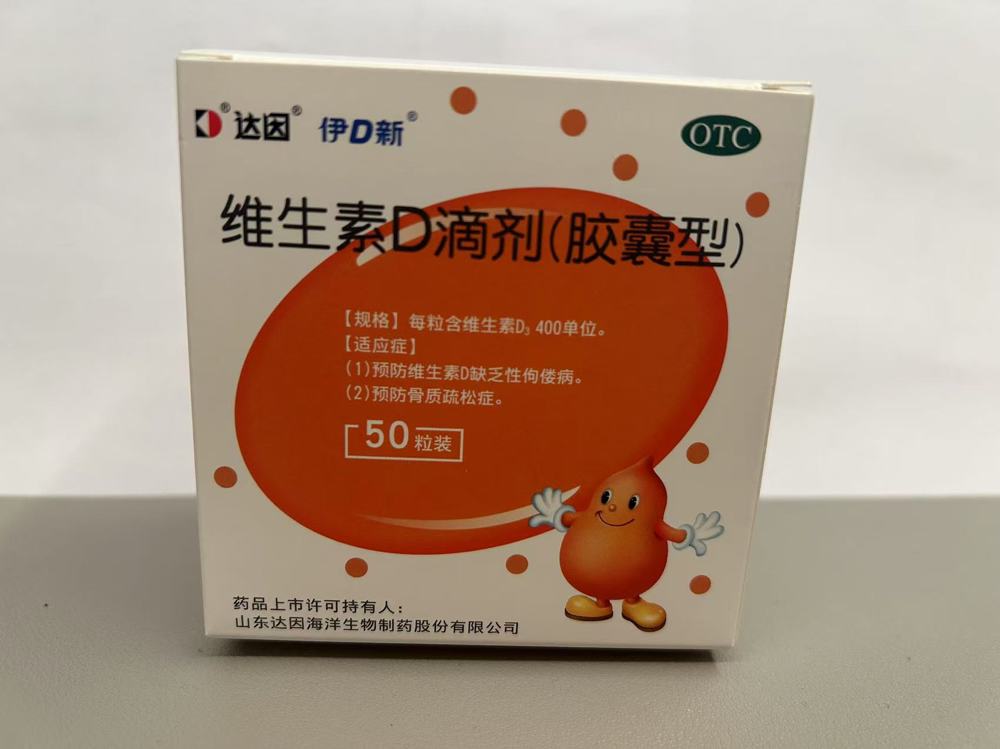 达因® 伊D新®
OTC
维生素D滴剂(胶囊型)
【规格】每粒含维生素D₃ 400单位。
【适应症】
(1)预防维生素D缺乏性佝偻病。
(2)预防骨质疏松症。
50粒装
药品上市许可持有人：
山东达因海洋生物制药股份有限公司